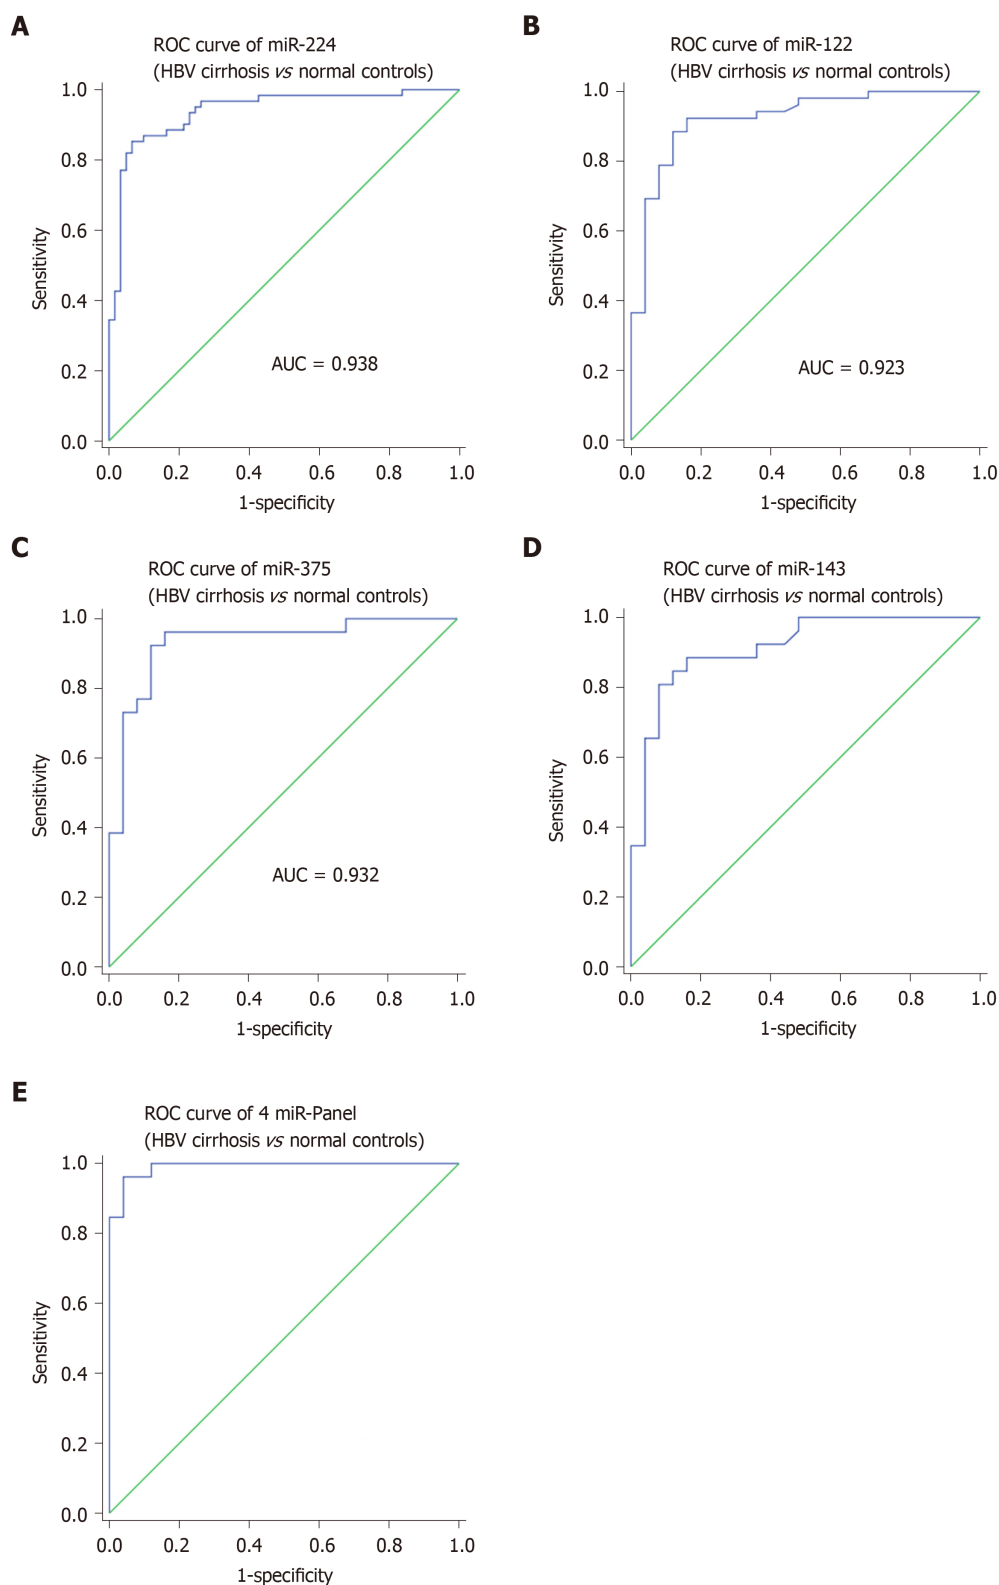 A
ROC curve of miR-224
(HBV cirrhosis vs normal controls)
1.0
0.8
0.6
0.4
0.2
0.0
Sensitivity
AUC = 0.938
0.0 0.2 0.4 0.6 0.8 1.0
1-specificity
B
ROC curve of miR-122
(HBV cirrhosis vs normal controls)
1.0
0.8
0.6
0.4
0.2
0.0
Sensitivity
AUC = 0.923
0.0 0.2 0.4 0.6 0.8 1.0
1-specificity
C
ROC curve of miR-375
(HBV cirrhosis vs normal controls)
1.0
0.8
0.6
0.4
0.2
0.0
Sensitivity
AUC = 0.932
0.0 0.2 0.4 0.6 0.8 1.0
1-specificity
D
ROC curve of miR-143
(HBV cirrhosis vs normal controls)
1.0
0.8
0.6
0.4
0.2
0.0
Sensitivity
0.0 0.2 0.4 0.6 0.8 1.0
1-specificity
E
ROC curve of 4 miR-Panel
(HBV cirrhosis vs normal controls)
1.0
0.8
0.6
0.4
0.2
0.0
Sensitivity
0.0 0.2 0.4 0.6 0.8 1.0
1-specificity